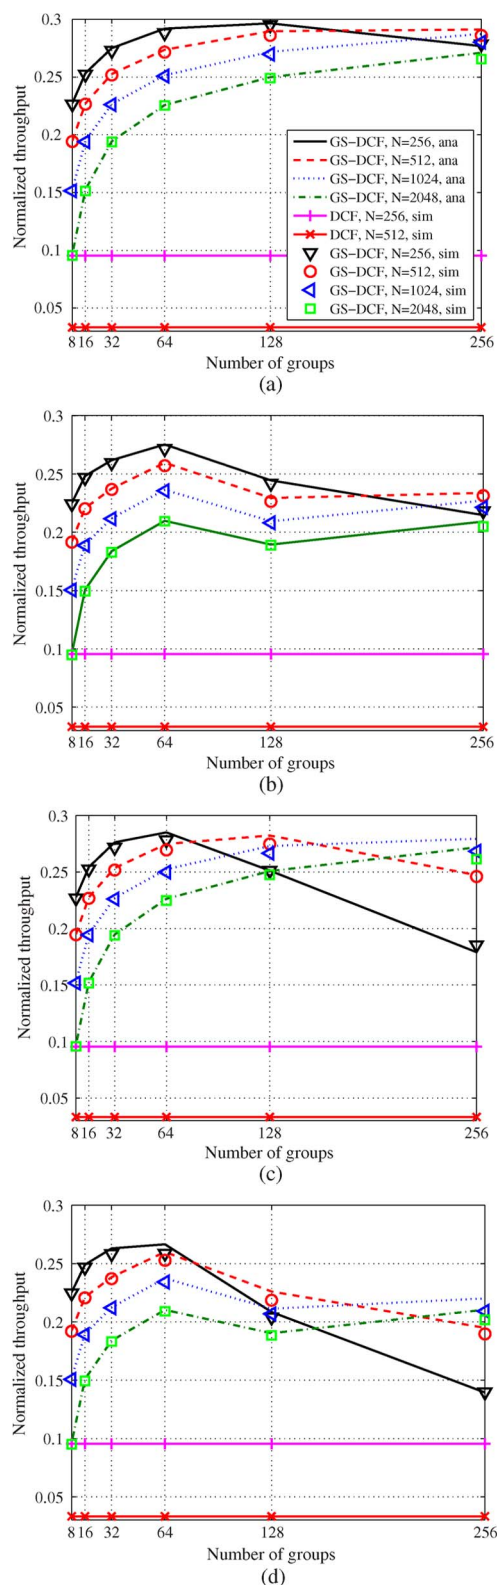 0.3
0.25
0.2
0.15
0.1
0.05
Normalized throughput
GS-DCF, N=256, ana
GS-DCF, N=512, ana
GS-DCF, N=1024, ana
GS-DCF, N=2048, ana
DCF, N=256, sim
DCF, N=512, sim
GS-DCF, N=256, sim
GS-DCF, N=512, sim
GS-DCF, N=1024, sim
GS-DCF, N=2048, sim
8 16 32 64 128 256
Number of groups
(a)
0.3
0.25
0.2
0.15
0.1
0.05
Normalized throughput
8 16 32 64 128 256
Number of groups
(b)
0.3
0.25
0.2
0.15
0.1
0.05
Normalized throughput
8 16 32 64 128 256
Number of groups
(c)
0.3
0.25
0.2
0.15
0.1
0.05
Normalized throughput
8 16 32 64 128 256
Number of groups
(d)